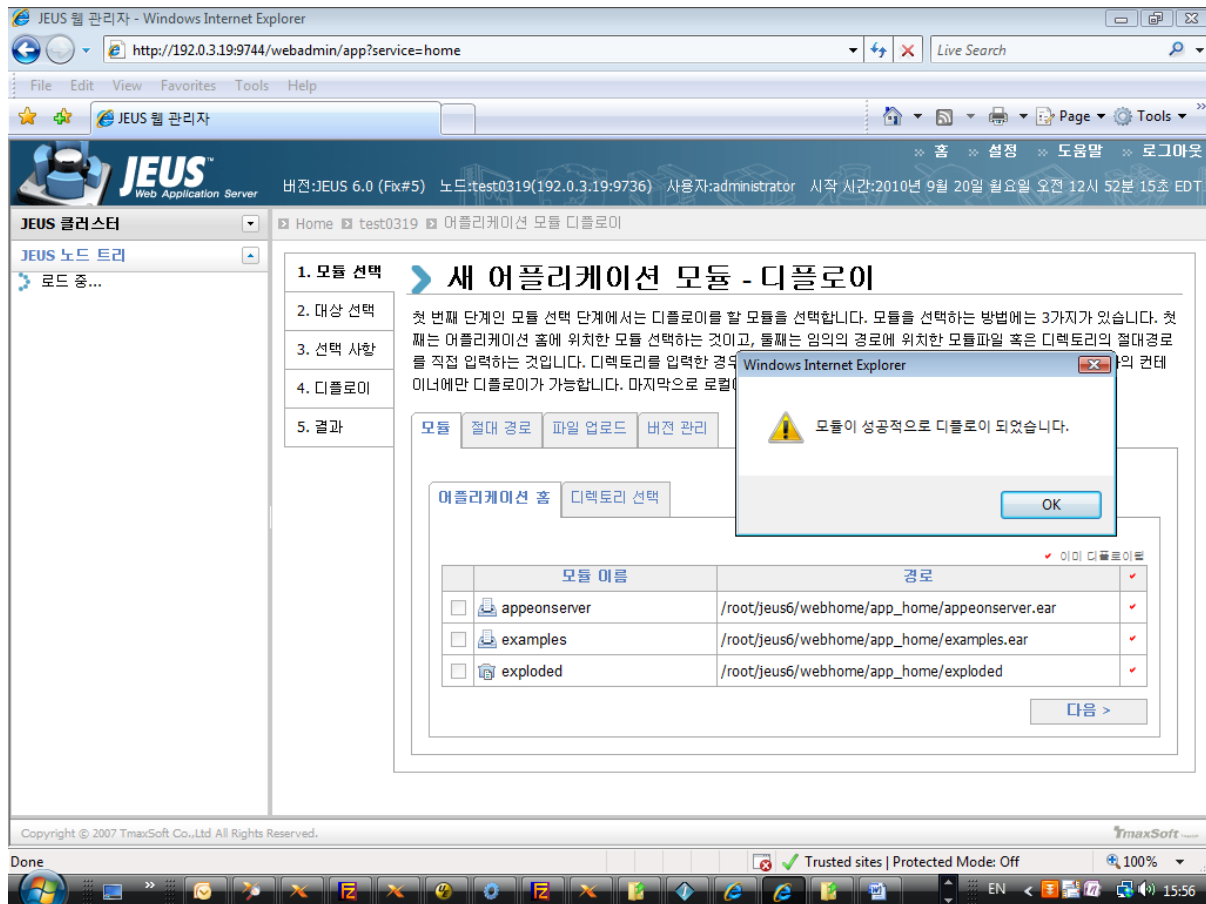 JEUS 웹 관리자 - Windows Internet Explorer
http://192.0.3.19:9744/webadmin/app?service=home
Live Search
File Edit View Favorites Tools Help
JEUS 웹 관리자
Page Tools
JEUS™
Web Application Server
» 홈 » 설정 » 도움말 » 로그아웃
버전:JEUS 6.0 (Fix#5) 노드:test0319(192.0.3.19:9736) 사용자:administrator 시작 시간:2010년 9월 20일 월요일 오전 12시 52분 15초 EDT
JEUS 클러스터
Home test0319 어플리케이션 모듈 디플로이
JEUS 노드 트리
로드 중...
1. 모듈 선택
2. 대상 선택
3. 선택 사항
4. 디플로이
5. 결과
새 어플리케이션 모듈 - 디플로이
첫 번째 단계인 모듈 선택 단계에서는 디플로이를 할 모듈을 선택합니다. 모듈을 선택하는 방법에는 3가지가 있습니다. 첫
째는 어플리케이션 홈에 위치한 모듈 선택하는 것이고, 둘째는 임의의 경로에 위치한 모듈파일 혹은 디렉토리의 절대경로
를 직접 입력하는 것입니다. 디렉토리를 입력한 경우 컨테
이너에만 디플로이가 가능합니다. 마지막으로
Windows Internet Explorer
모듈이 성공적으로 디플로이 되었습니다.
OK
모듈 절대 경로 파일 업로드 버전 관리
어플리케이션 홈 디렉토리 선택
이미 디플로이됨
모듈 이름 경로
appeonserver /root/jeus6/webhome/app_home/appeonserver.ear
examples /root/jeus6/webhome/app_home/examples.ear
exploded /root/jeus6/webhome/app_home/exploded
다음 >
Copyright © 2007 TmaxSoft Co.,Ltd All Rights Reserved.
TmaxSoft
Done
Trusted sites | Protected Mode: Off
100%
EN
15:56